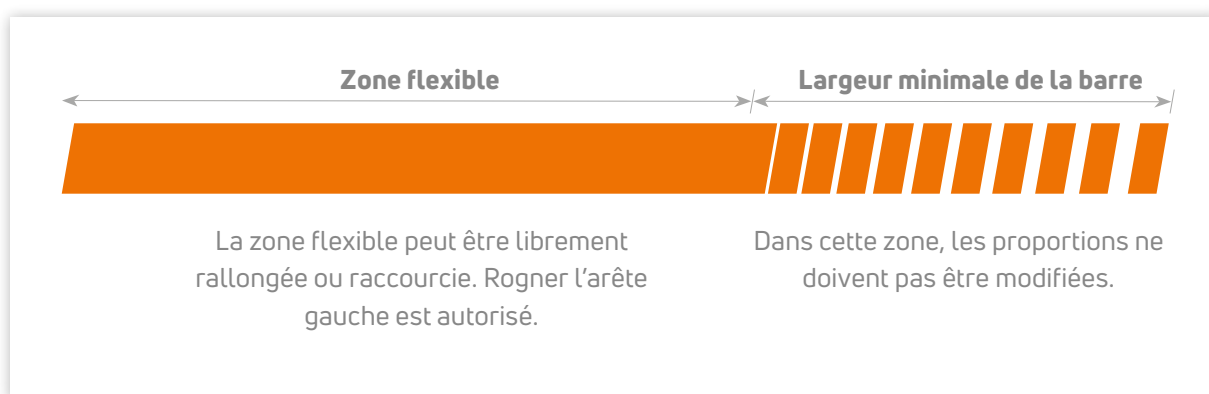 Zone flexible
Largeur minimale de la barre
La zone flexible peut être librement
rallongée ou raccourcie. Rogner l’arête
gauche est autorisé.
Dans cette zone, les proportions ne
doivent pas être modifiées.